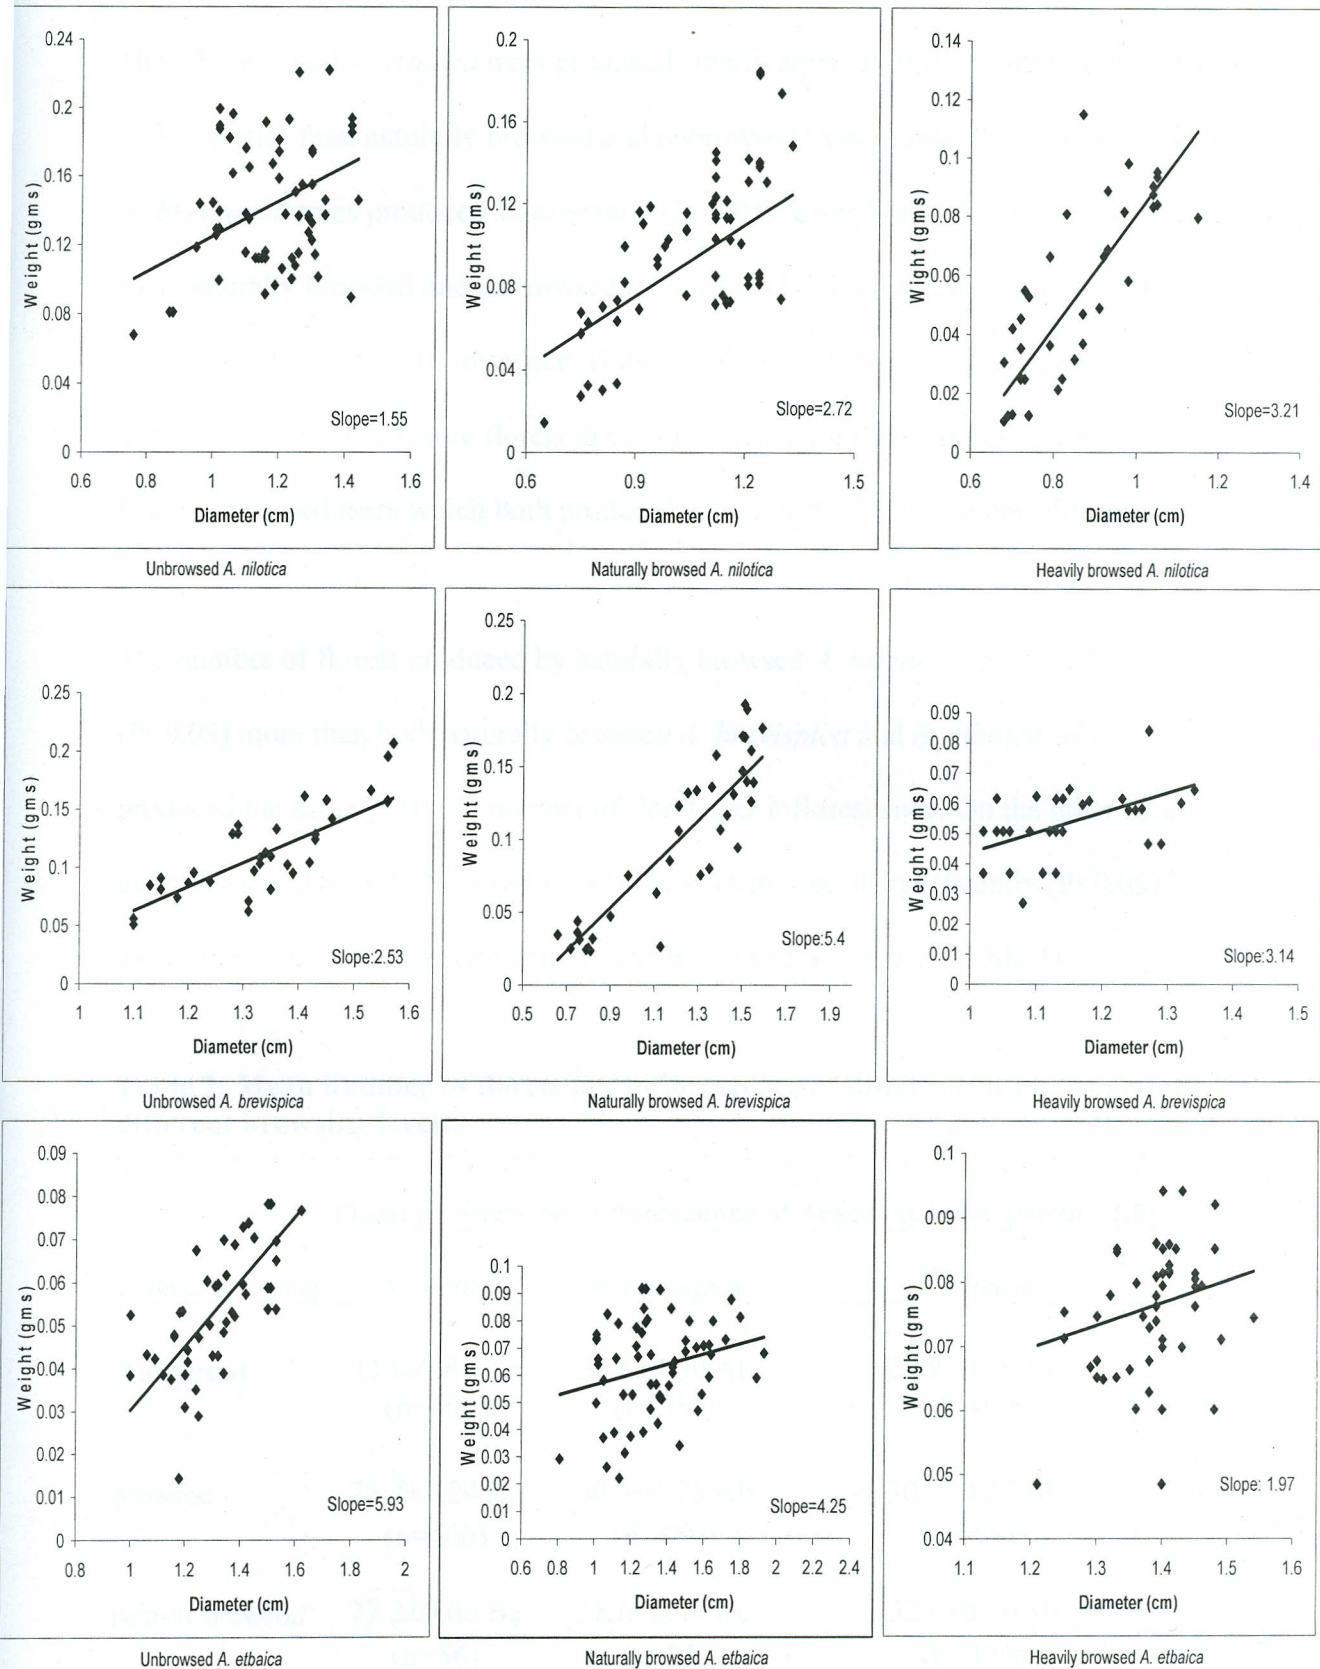 0.24
0.2
0.16
0.12
0.08
0.04
0
Weight (gms)
Slope=1.55
0.6 0.8 1 1.2 1.4 1.6
Diameter (cm)
Unbrowsed A. nilotica
0.2
0.16
0.12
0.08
0.04
0
Weight (gms)
Slope=2.72
0.6 0.9 1.2 1.5
Diameter (cm)
Naturally browsed A. nilotica
0.14
0.12
0.1
0.08
0.06
0.04
0.02
0
Wight (gms)
Slope=3.21
0.6 0.8 1 1.2 1.4
Diameter (cm)
Heavily browsed A. nilotica
0.25
0.2
0.15
0.1
0.05
0
Weight (gms)
Slope:2.53
1 1.1 1.2 1.3 1.4 1.5 1.6
Diameter (cm)
Unbrowsed A. brevispica
0.25
0.2
0.15
0.1
0.05
0
Weight (gms)
Slope:5.4
0.5 0.7 0.9 1.1 1.3 1.5 1.7 1.9
Diameter (cm)
Naturally browsed A. brevispica
0.09
0.08
0.07
0.06
0.05
0.04
0.03
0.02
0.01
0
Weight (gms)
Slope:3.14
1 1.1 1.2 1.3 1.4 1.5
Diameter (cm)
Heavily browsed A. brevispica
0.09
0.08
0.07
0.06
0.05
0.04
0.03
0.02
0.01
0
Weight (gms)
Slope=5.93
0.8 1 1.2 1.4 1.6 1.8 2
Diameter (cm)
Unbrowsed A. etbaica
0.1
0.09
0.08
0.07
0.06
0.05
0.04
0.03
0.02
0.01
0
Weight (gms)
Slope=4.25
0.6 0.8 1 1.2 1.4 1.6 1.8 2 2.2 2.4
Diameter (cm)
Naturally browsed A. etbaica
0.1
0.09
0.08
0.07
0.06
0.05
0.04
Weight (gms)
Slope: 1.97
1.1 1.2 1.3 1.4 1.5 1.6
Diameter (cm)
Heavily browsed A. etbaica